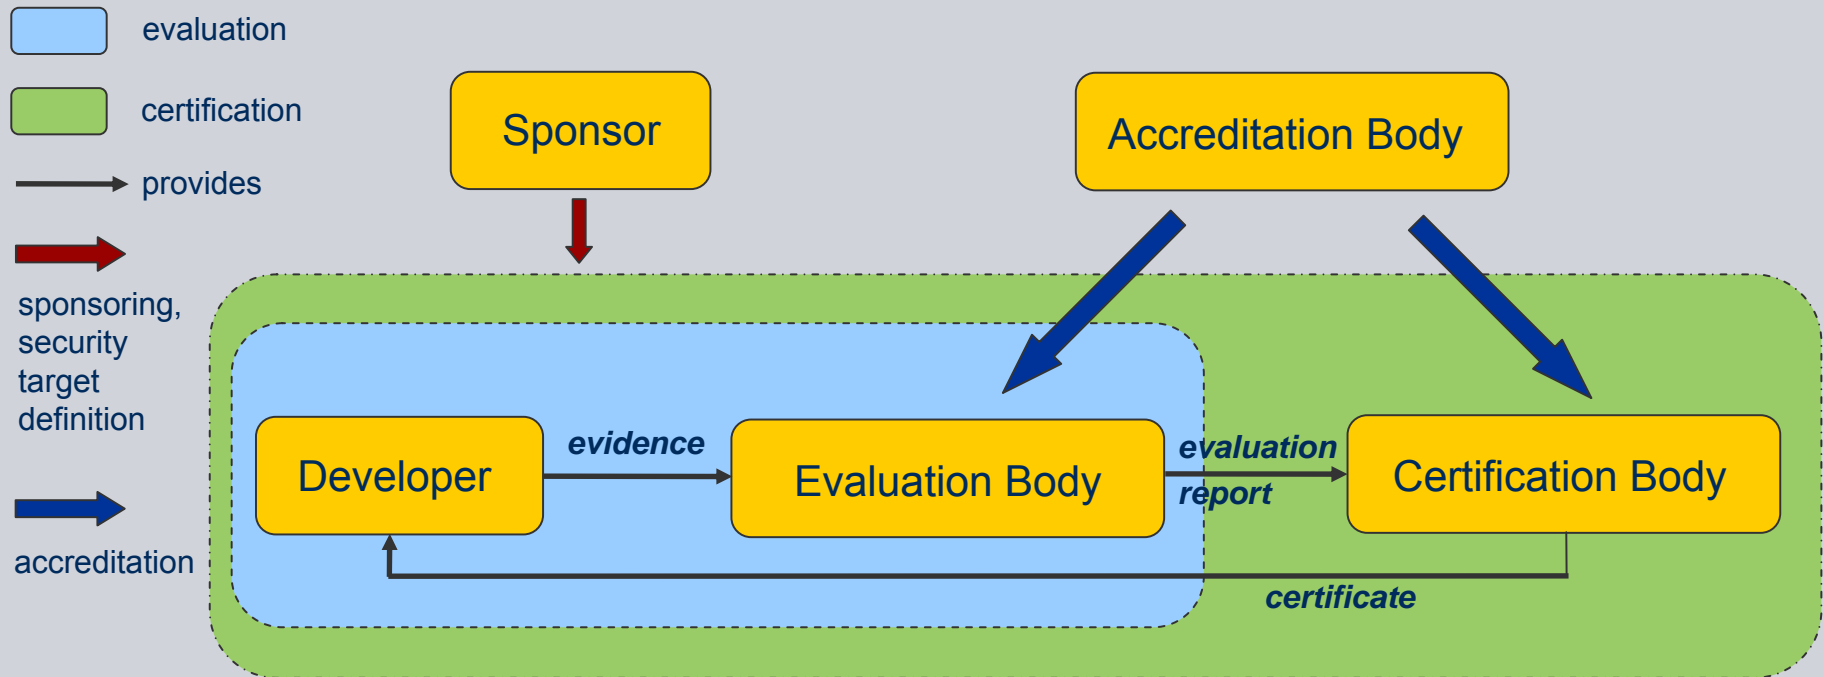 evaluation
certification
provides
sponsoring,
security
target
definition
accreditation
Sponsor
Accreditation Body
Developer
evidence
Evaluation Body
evaluation
report
Certification Body
certificate